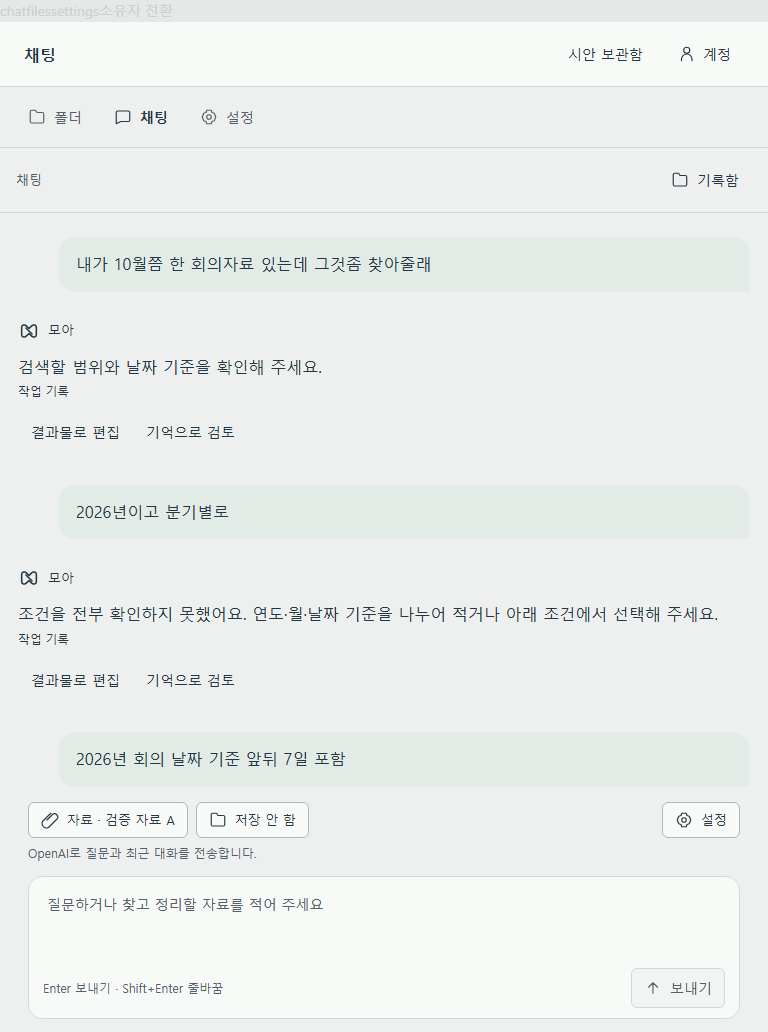 chatfilessettings소유자 전환
채팅
시안 보관함
계정
폴더
채팅
설정
채팅
기록함
내가 10월쯤 한 회의자료 있는데 그것좀 찾아줄래
모아
검색할 범위와 날짜 기준을 확인해 주세요.
작업 기록
결과물로 편집
기억으로 검토
2026년이고 분기별로
모아
조건을 전부 확인하지 못했어요. 연도·월·날짜 기준을 나누어 적거나 아래 조건에서 선택해 주세요.
작업 기록
결과물로 편집
기억으로 검토
2026년 회의 날짜 기준 앞뒤 7일 포함
자료 · 검증 자료 A
저장 안 함
설정
OpenAI로 질문과 최근 대화를 전송합니다.
질문하거나 찾고 정리할 자료를 적어 주세요
Enter 보내기 · Shift+Enter 줄바꿈
보내기